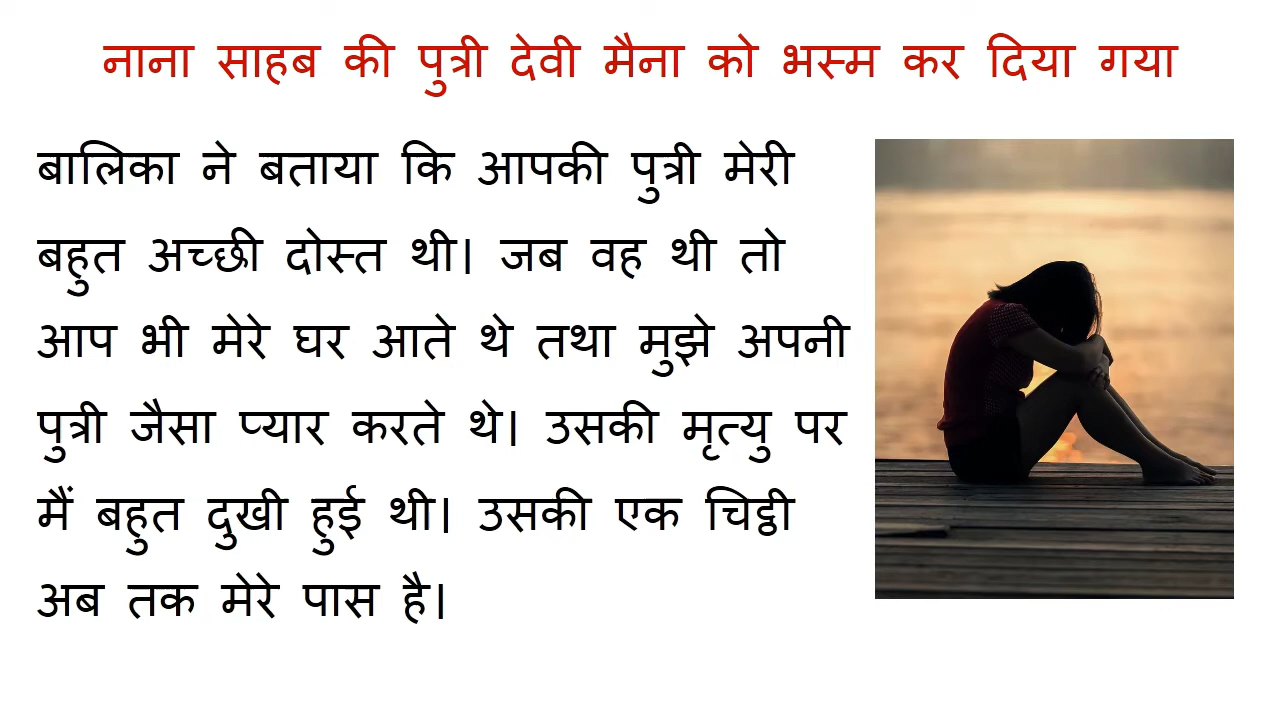 नाना साहब की पुत्री देवी मैना को भस्म कर दिया गया
बालिका ने बताया कि आपकी पुत्री मेरी
बहुत अच्छी दोस्त थी। जब वह थी तो
आप भी मेरे घर आते थे तथा मुझे अपनी
पुत्री जैसा प्यार करते थे। उसकी मृत्यु पर
मैं बहुत दुखी हुई थी। उसकी एक चिट्ठी
अब तक मेरे पास है।